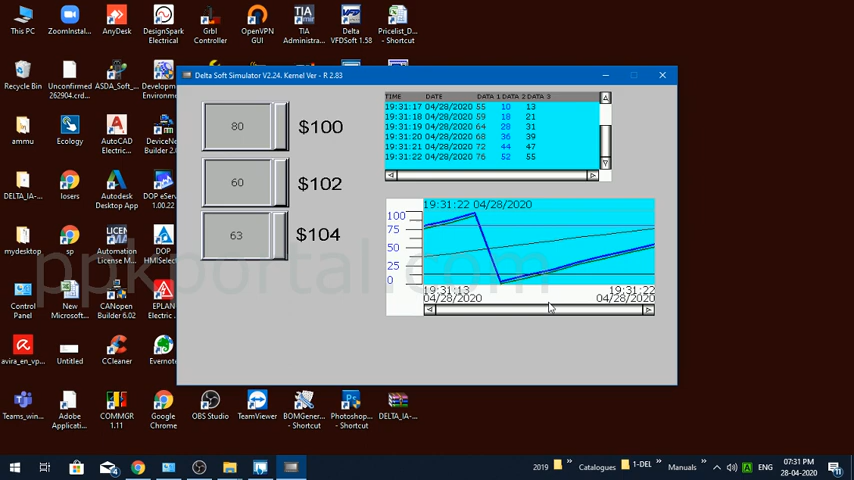 This PC
ZoomInstal...
AnyDesk
DesignSpark Electrical
Grbl Controller
OpenVPN GUI
TIA Administra...
Delta VFDSoft 1.58
Pricelist_D... - Shortcut
Recycle Bin
Unconfirmed 262904.crd...
ASDA_Soft_...
Develop
Environme
Delta Soft Simulator V2.24. Kernel Ver - R 2.83
80
$100
60
$102
63
$104
TIME DATE DATA 1 DATA 2 DATA 3
19:31:17 04/28/2020 55 10 13
19:31:18 04/28/2020 59 18 21
19:31:19 04/28/2020 64 28 31
19:31:20 04/28/2020 68 36 39
19:31:21 04/28/2020 72 44 47
19:31:22 04/28/2020 76 52 55
19:31:22 04/28/2020
100
75
50
25
0
19:31:13 19:31:22
04/28/2020 04/28/2020
ammu
Ecology
AutoCAD Electric...
DeviceNe
Builder 2.0
DELTA_IA-...
losers
Autodesk Desktop App
DOP eServ
1.00.22
mydesktop
sp
Automation License M...
DOP HMISelect
ppkportal.com
Control Panel
New Microsoft...
CANopen Builder 6.02
EPLAN Electric
avira_en_vp...
Untitled
CCleaner
Evernote
Teams_win...
Adobe Applicati...
COMMGR 1.11
Google Chrome
OBS Studio
TeamViewer
BOMGener... - Shortcut
Photoshop... - Shortcut
DELTA_IA-...
2019 » Catalogues 1-DEL » Manuals » ENG 07:31 PM
28-04-2020